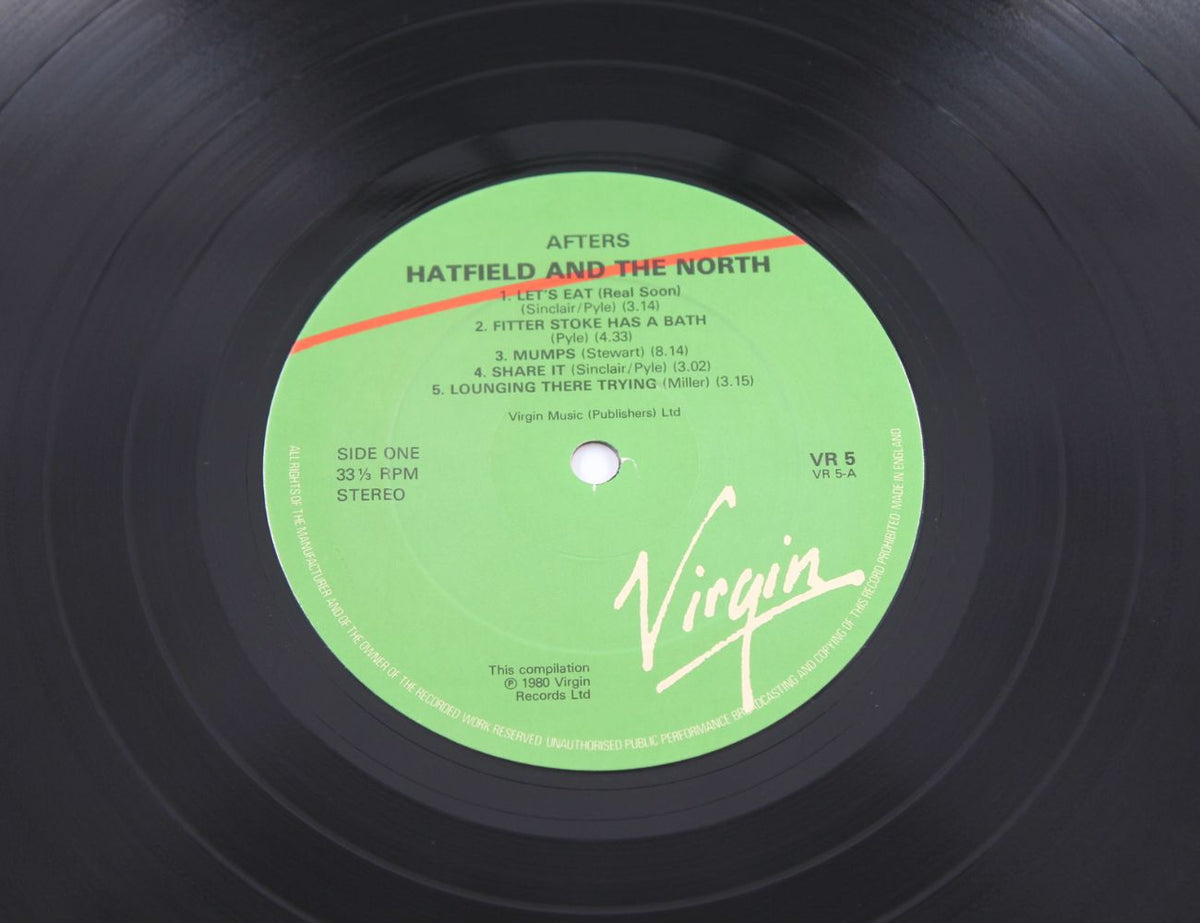 AFTERS
HATFIELD AND THE NORTH
1. LET'S EAT (Real Soon)
(Sinclair/Pyle) (3.14)
2. FITTER STOKE HAS A BATH
(Pyle) (4.33)
3. MUMPS (Stewart) (8.14)
4. SHARE IT (Sinclair/Pyle) (3.02)
5. LOUNGING THERE TRYING (Miller) (3.15)
Virgin Music (Publishers) Ltd
SIDE ONE
33⅓ RPM
STEREO
VR 5
VR 5-A
Virgin
This compilation
℗ 1980 Virgin
Records Ltd
ALL RIGHTS OF THE MANUFACTURER AND OF THE OWNER OF THE RECORDED WORK RESERVED UNAUTHORISED PUBLIC PERFORMANCE BROADCASTING AND COPYING OF THIS RECORD PROHIBITED-MADE IN ENGLAND